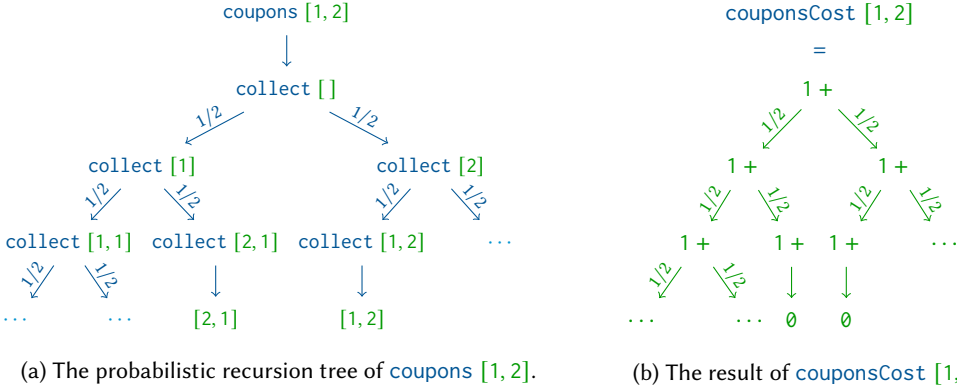 coupons [1, 2]
collect [ ]
1/2 1/2
collect [1] collect [2]
1/2 1/2 1/2 1/2
collect [1, 1] collect [2, 1] collect [1, 2] ···
1/2 1/2
··· ··· [2, 1] [1, 2]
(a) The probabilistic recursion tree of coupons [1, 2].
couponsCost [1, 2]
=
1 +
1/2 1/2
1 + 1 +
1/2 1/2 1/2 1/2
1 + 1 + 1 + ···
1/2 1/2
··· ··· 0 0
(b) The result of couponsCost [1,